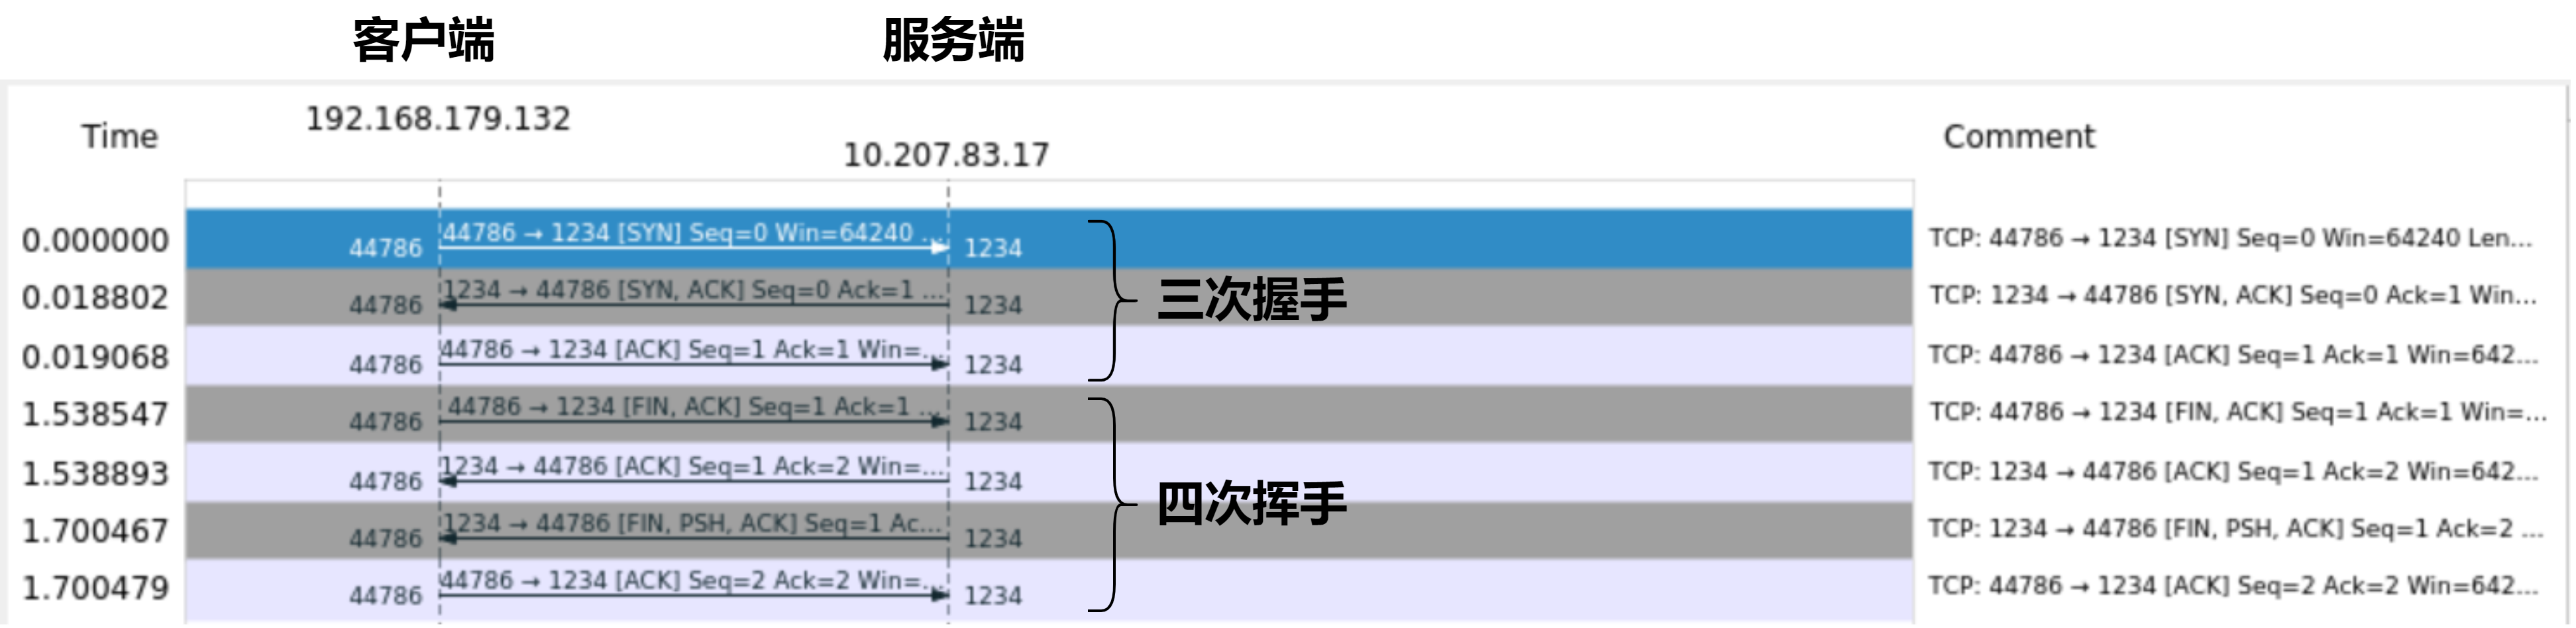 客户端 服务端
192.168.179.132
Time Comment
10.207.83.17
44786 → 1234 [SYN] Seq=0 Win=64240 ...
0.000000 44786 1234 TCP: 44786 → 1234 [SYN] Seq=0 Win=64240 Len...
1234 → 44786 [SYN, ACK] Seq=0 Ack=1 ...
0.018802 44786 1234 TCP: 1234 → 44786 [SYN, ACK] Seq=0 Ack=1 Win...
三次握手
44786 → 1234 [ACK] Seq=1 Ack=1 Win=...
0.019068 44786 1234 TCP: 44786 → 1234 [ACK] Seq=1 Ack=1 Win=642...
44786 → 1234 [FIN, ACK] Seq=1 Ack=1 ...
1.538547 44786 1234 TCP: 44786 → 1234 [FIN, ACK] Seq=1 Ack=1 Win=...
1234 → 44786 [ACK] Seq=1 Ack=2 Win=...
1.538893 44786 1234 TCP: 1234 → 44786 [ACK] Seq=1 Ack=2 Win=642...
四次挥手
1234 → 44786 [FIN, PSH, ACK] Seq=1 Ac...
1.700467 44786 1234 TCP: 1234 → 44786 [FIN, PSH, ACK] Seq=1 Ack=2 ...
44786 → 1234 [ACK] Seq=2 Ack=2 Win=...
1.700479 44786 1234 TCP: 44786 → 1234 [ACK] Seq=2 Ack=2 Win=642...